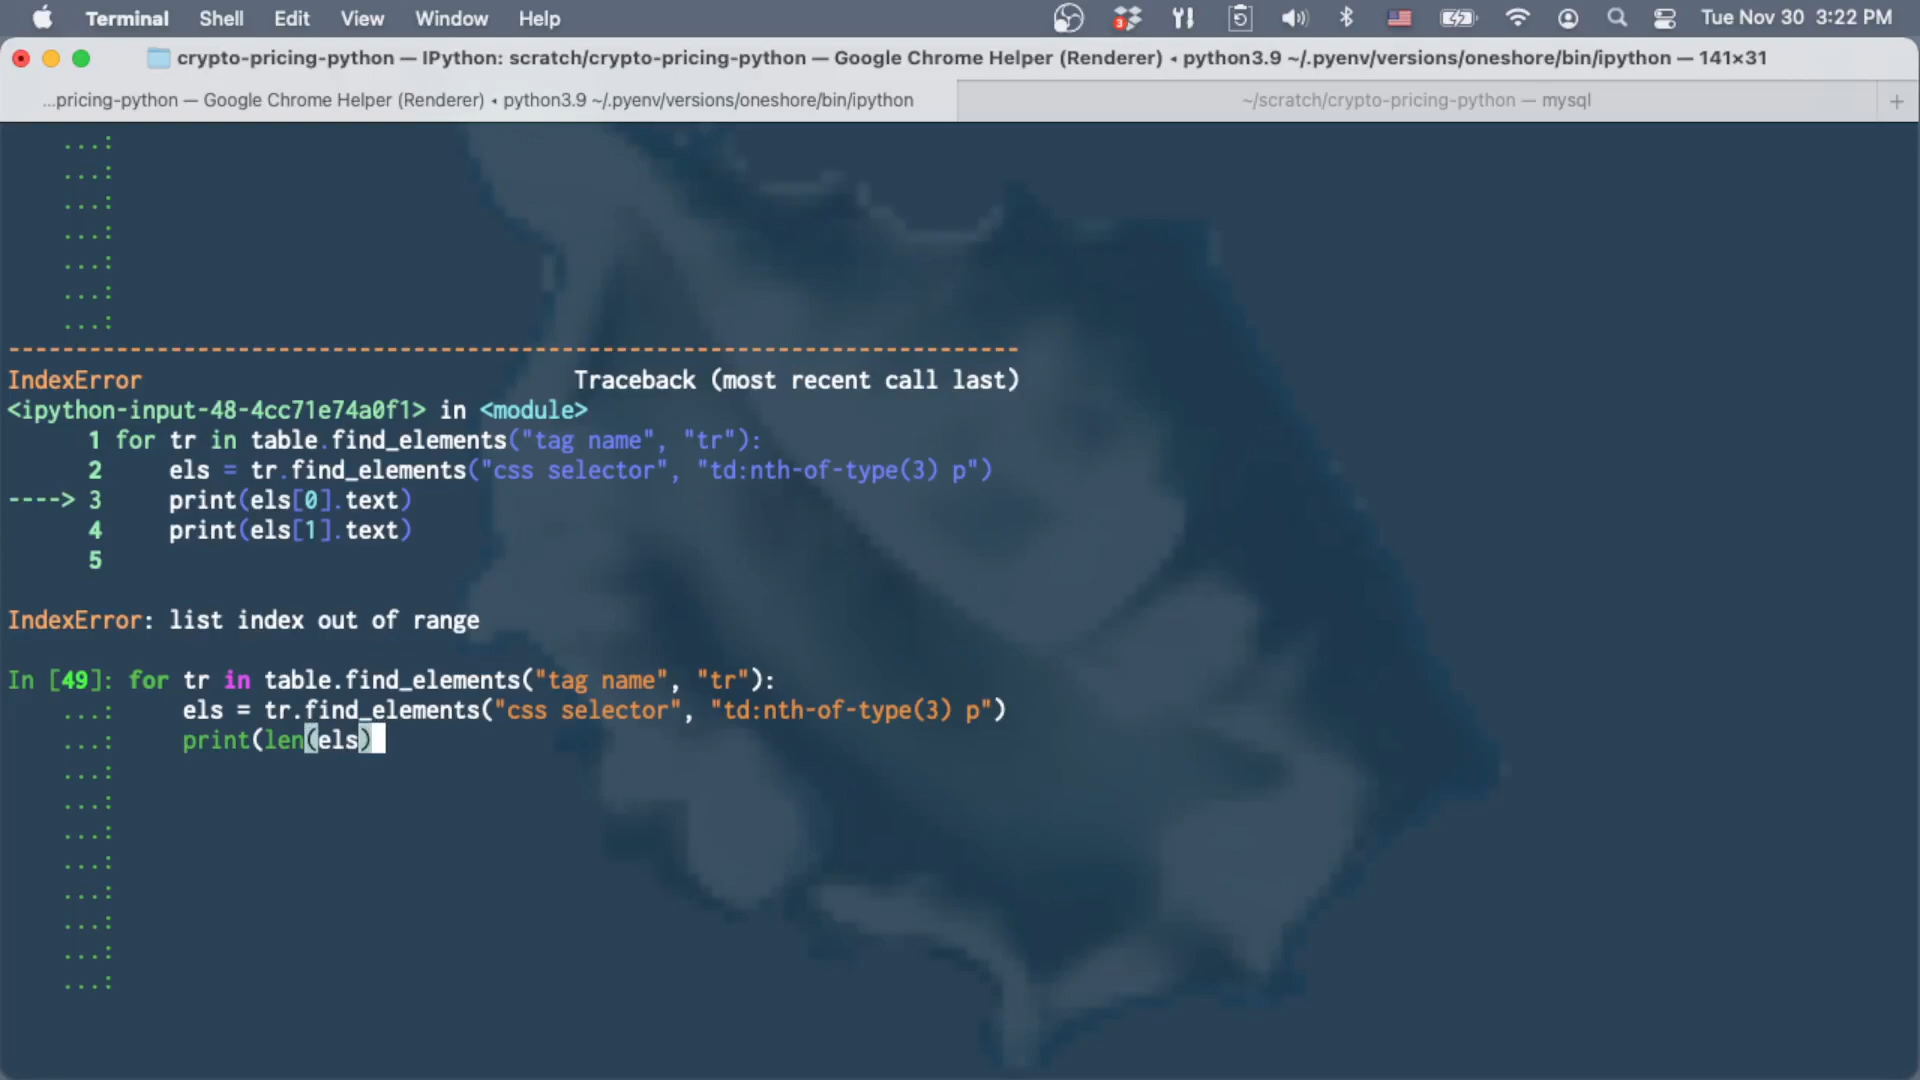 Terminal Shell Edit View Window Help 3 Tue Nov 30 3:22 PM
crypto-pricing-python — IPython: scratch/crypto-pricing-python — Google Chrome Helper (Renderer) ◂ python3.9 ~/.pyenv/versions/oneshore/bin/ipython — 141×31
...pricing-python — Google Chrome Helper (Renderer) ◂ python3.9 ~/.pyenv/versions/oneshore/bin/ipython ~/scratch/crypto-pricing-python — mysql +
...:
...:
...:
...:
...:
...:
...:
---------------------------------------------------------------------------
IndexError                                Traceback (most recent call last)
<ipython-input-48-4cc71e74a0f1> in <module>
      1 for tr in table.find_elements("tag name", "tr"):
      2     els = tr.find_elements("css selector", "td:nth-of-type(3) p")
----> 3     print(els[0].text)
      4     print(els[1].text)
      5
IndexError: list index out of range
In [49]: for tr in table.find_elements("tag name", "tr"):
    ...:     els = tr.find_elements("css selector", "td:nth-of-type(3) p")
    ...:     print(len(els)
    ...:
    ...:
    ...:
    ...:
    ...:
    ...:
    ...:
    ...: